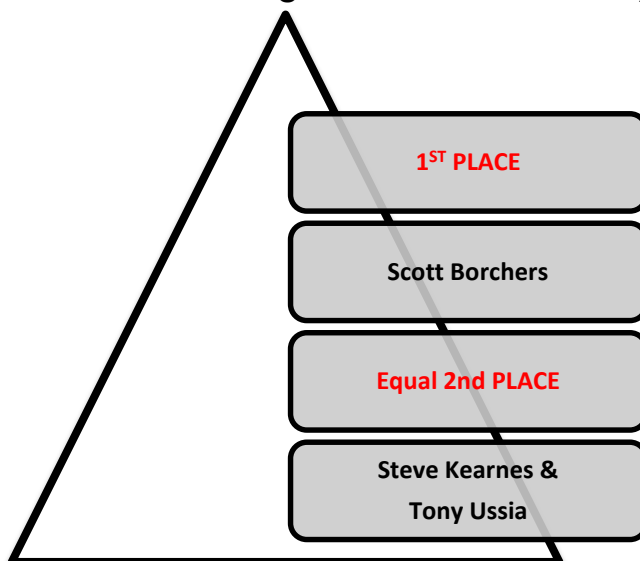 1ST PLACE
Scott Borchers
Equal 2nd PLACE
Steve Kearnes &
Tony Ussia